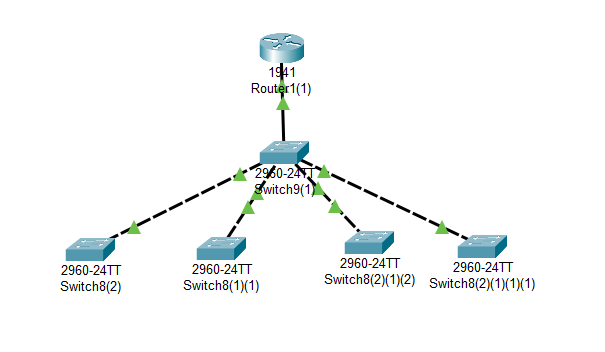 1941
Router1(1)
2960-24TT
Switch9(1)
2960-24TT
Switch8(2)
2960-24TT
Switch8(1)(1)
2960-24TT
Switch8(2)(1)(2)
2960-24TT
Switch8(2)(1)(1)(1)